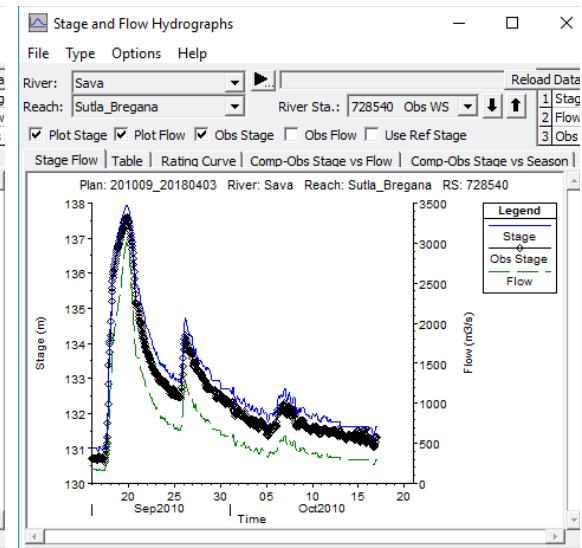 Stage and Flow Hydrographs
File Type Options Help
River: Sava Reload Data
Reach: Sutla_Bregana River Sta.: 728540 Obs WS 1 Stag
2 Flow
Plot Stage Plot Flow Obs Stage Obs Flow Use Ref Stage 3 Obs
Stage Flow Table Rating Curve Comp-Obs Stage vs Flow Comp-Obs Stage vs Season
Plan: 201009_20180403 River: Sava Reach: Sutla_Bregana RS: 728540
138 3500
137 3000
136 2500
135 2000
134 1500
133 1000
132 500
131 0
130
Stage (m)
Flow (m3/s)
Legend
Stage
Obs Stage
Flow
20 25 30 05 10 15 20
Sep2010 Oct2010
Time